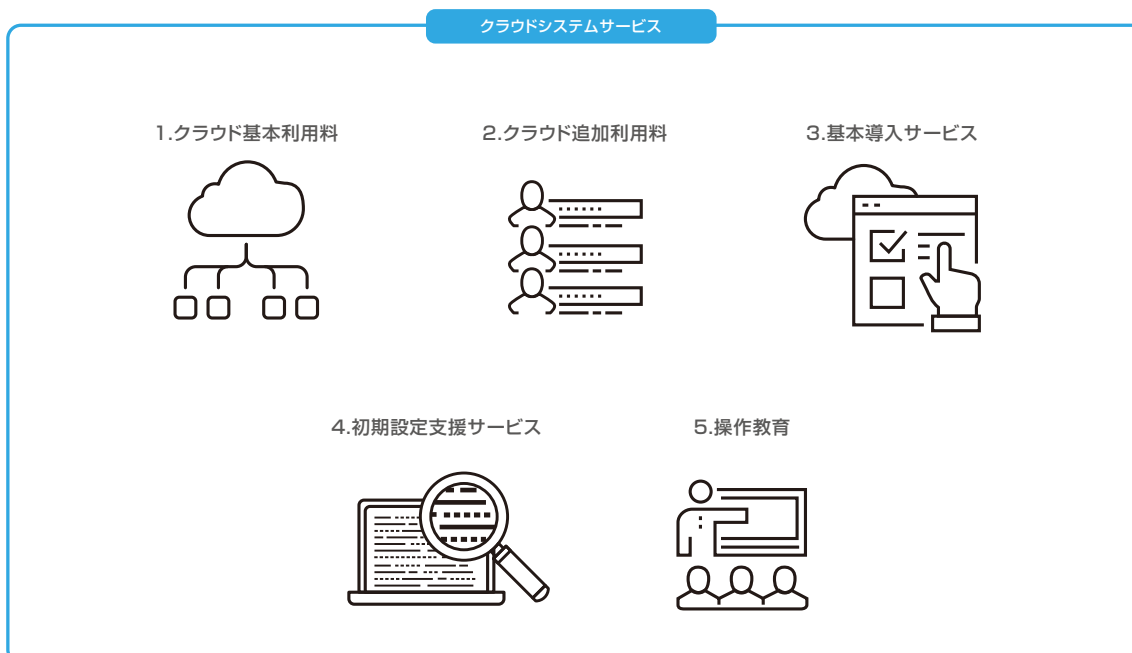 クラウドシステムサービス
1.クラウド基本利用料
2.クラウド追加利用料
3.基本導入サービス
4.初期設定支援サービス
5.操作教育